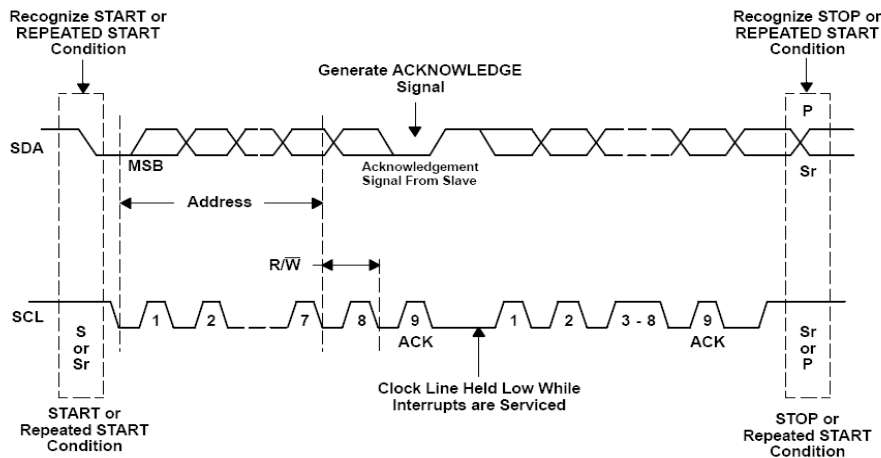 Recognize START or
REPEATED START
Condition
Recognize STOP or
REPEATED START
Condition
Generate ACKNOWLEDGE
Signal
P
SDA
MSB
Acknowledgement
Signal From Slave
Sr
Address
R/W̅
SCL
S
or
Sr
1
2
7
8
9
ACK
1
2
3 - 8
9
ACK
Sr
or
P
Clock Line Held Low While
Interrupts are Serviced
START or
Repeated START
Condition
STOP or
Repeated START
Condition